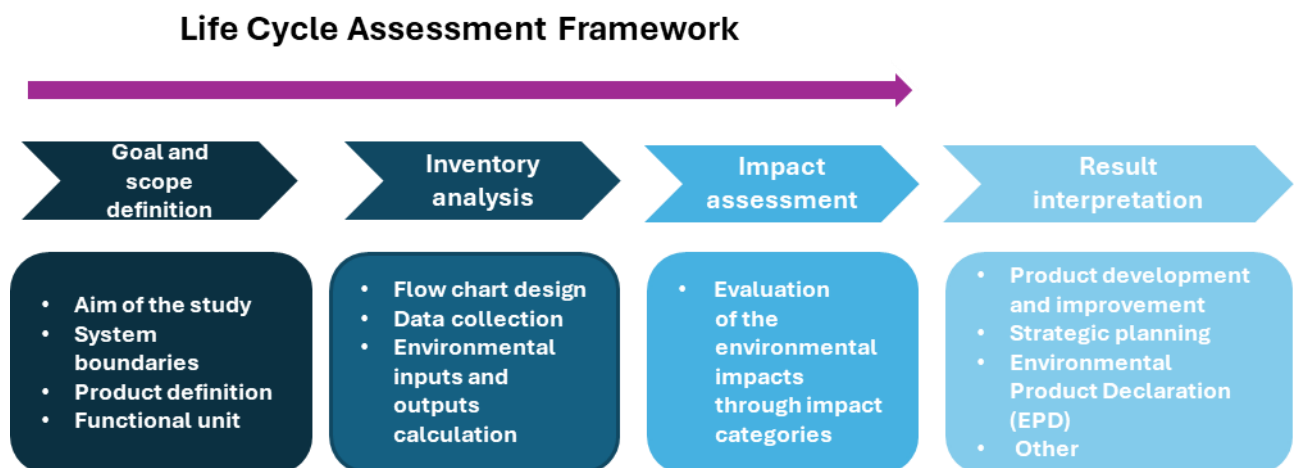 Life Cycle Assessment Framework
Goal and
scope
definition
Inventory
analysis
Impact
assessment
Result
interpretation
• Aim of the study
• System
boundaries
• Product definition
• Functional unit
• Flow chart design
• Data collection
• Environmental
inputs and
outputs
calculation
• Evaluation
of the
environmental
impacts
through impact
categories
• Product development
and improvement
• Strategic planning
• Environmental
Product Declaration
(EPD)
• Other